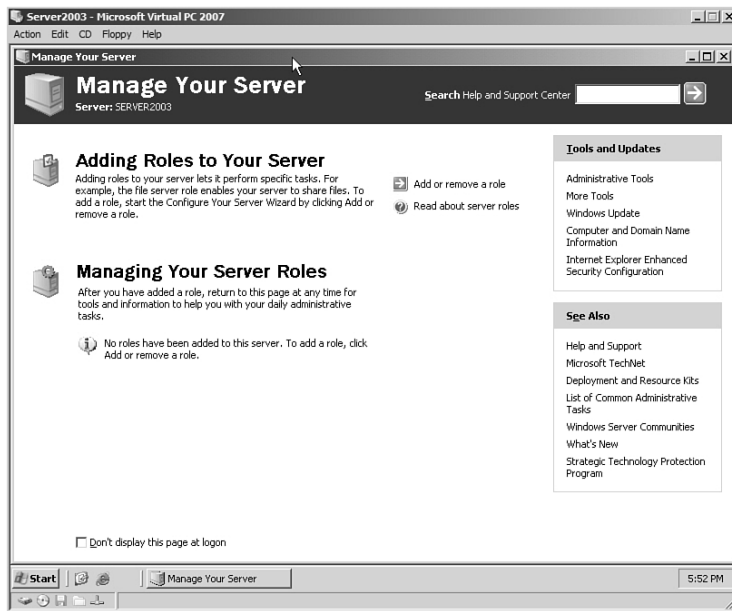 Server2003 - Microsoft Virtual PC 2007
Action Edit CD Floppy Help
Manage Your Server
Manage Your Server
Server: SERVER2003
Search Help and Support Center
Adding Roles to Your Server
Adding roles to your server lets it perform specific tasks. For
example, the file server role enables your server to share files. To
add a role, start the Configure Your Server Wizard by clicking Add or
remove a role.
Add or remove a role
Read about server roles
Managing Your Server Roles
After you have added a role, return to this page at any time for
tools and information to help you with your daily administrative
tasks.
No roles have been added to this server. To add a role, click
Add or remove a role.
Tools and Updates
Administrative Tools
More Tools
Windows Update
Computer and Domain Name
Information
Internet Explorer Enhanced
Security Configuration
See Also
Help and Support
Microsoft TechNet
Deployment and Resource Kits
List of Common Administrative
Tasks
Windows Server Communities
What's New
Strategic Technology Protection
Program
Don't display this page at logon
Start
Manage Your Server
5:52 PM